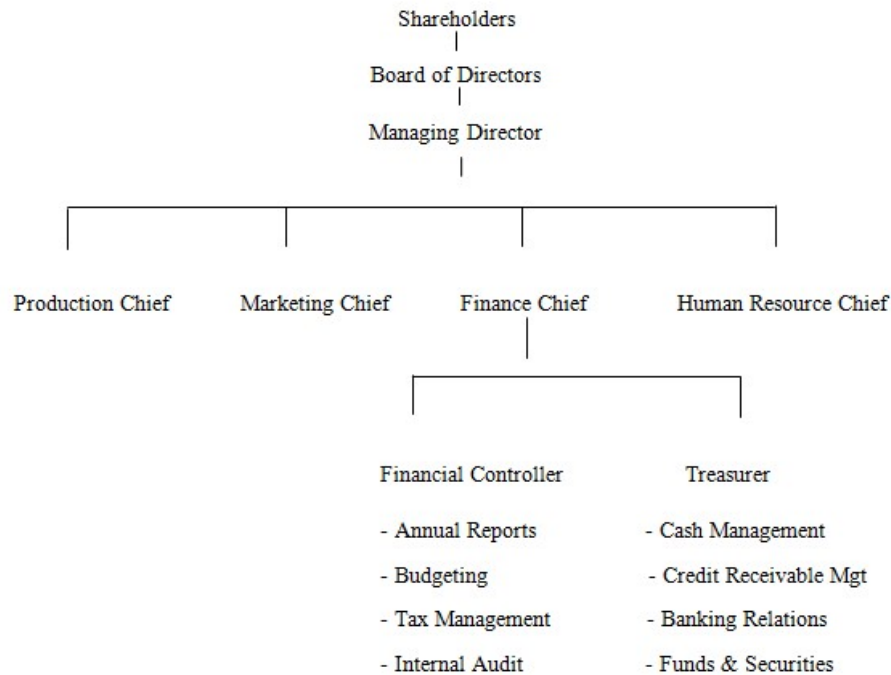 Shareholders
Board of Directors
Managing Director
Production Chief
Marketing Chief
Finance Chief
Human Resource Chief
Financial Controller
Treasurer
- Annual Reports
- Cash Management
- Budgeting
- Credit Receivable Mgt
- Tax Management
- Banking Relations
- Internal Audit
- Funds & Securities